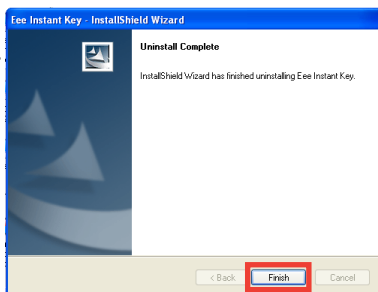 Eee Instant Key - InstallShield Wizard
Uninstall Complete
InstallShield Wizard has finished uninstalling Eee Instant Key.
< Back
Finish
Cancel